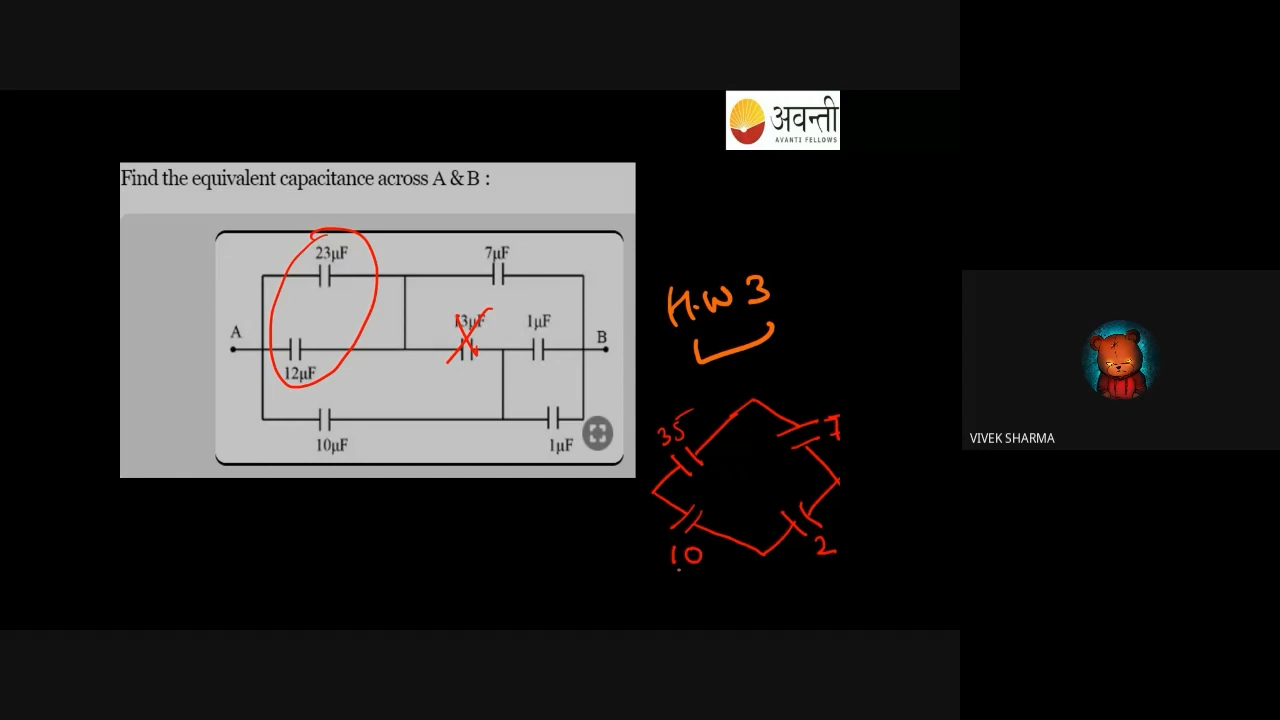 अवन्ती
AVANTI FELLOWS
Find the equivalent capacitance across A & B :
23μF
7μF
A
13μF
1μF
B
12μF
10μF
1μF
H.W 3
35
7
10
2
VIVEK SHARMA